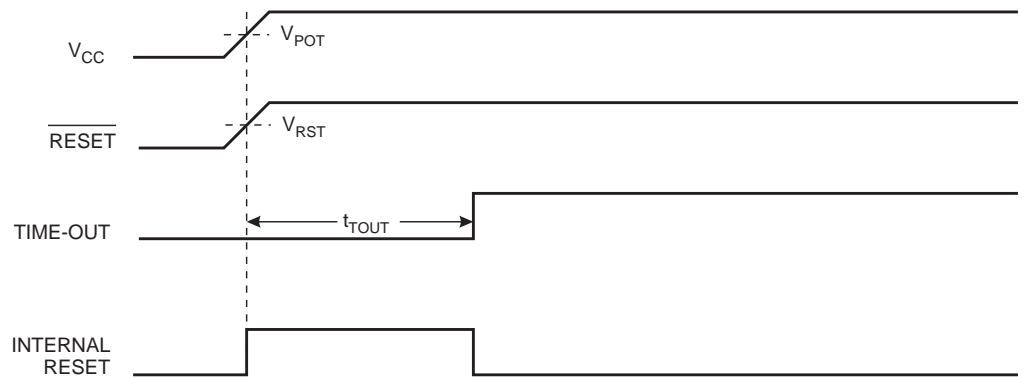 V_CC
V_POT
RESET
V_RST
TIME-OUT
t_TOUT
INTERNAL
RESET